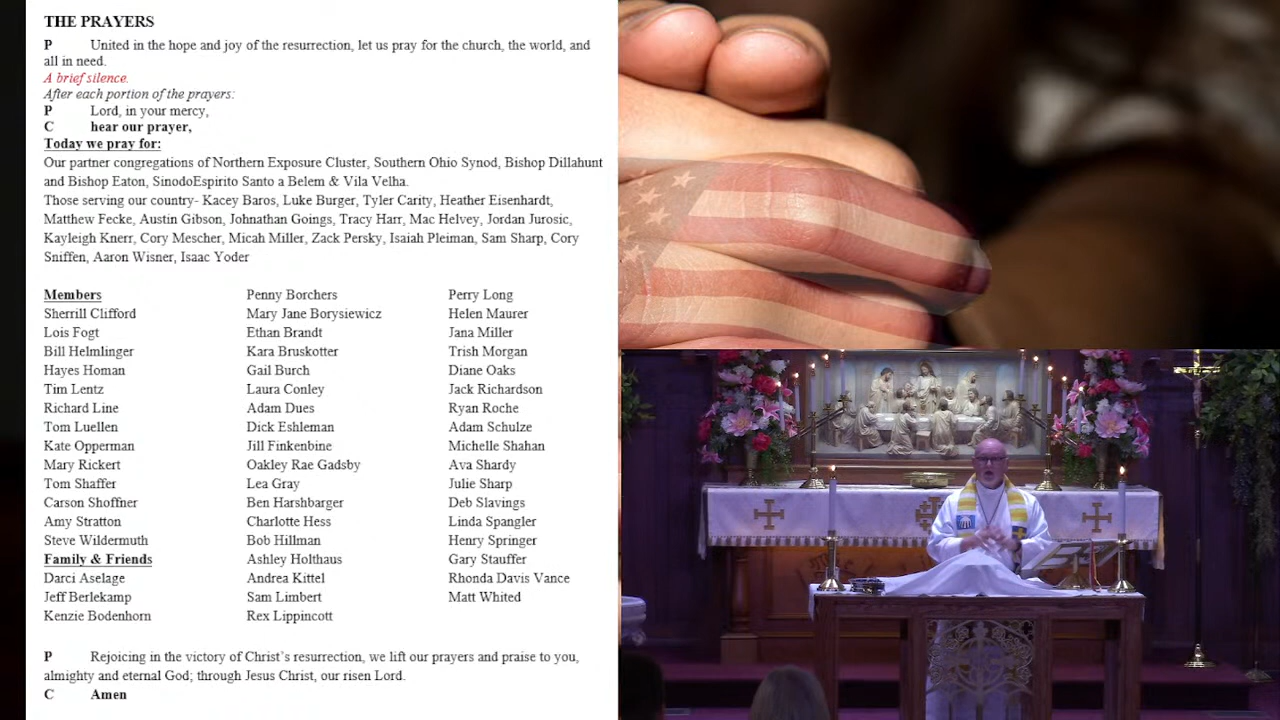 THE PRAYERS
P United in the hope and joy of the resurrection, let us pray for the church, the world, and
all in need.
A brief silence.
After each portion of the prayers:
P Lord, in your mercy,
C hear our prayer,
Today we pray for:
Our partner congregations of Northern Exposure Cluster, Southern Ohio Synod, Bishop Dillahunt
and Bishop Eaton, SinodoEspirito Santo a Belem & Vila Velha.
Those serving our country- Kacey Baros, Luke Burger, Tyler Carity, Heather Eisenhardt,
Matthew Fecke, Austin Gibson, Johnathan Goings, Tracy Harr, Mac Helvey, Jordan Jurosic,
Kayleigh Knerr, Cory Mescher, Micah Miller, Zack Persky, Isaiah Pleiman, Sam Sharp, Cory
Sniffen, Aaron Wisner, Isaac Yoder
Members
Sherrill Clifford
Lois Fogt
Bill Helmlinger
Hayes Homan
Tim Lentz
Richard Line
Tom Luellen
Kate Opperman
Mary Rickert
Tom Shaffer
Carson Shoffner
Amy Stratton
Steve Wildermuth
Family & Friends
Darci Aselage
Jeff Berlekamp
Kenzie Bodenhorn
Penny Borchers
Mary Jane Borysiewicz
Ethan Brandt
Kara Bruskotter
Gail Burch
Laura Conley
Adam Dues
Dick Eshleman
Jill Finkenbine
Oakley Rae Gadsby
Lea Gray
Ben Harshbarger
Charlotte Hess
Bob Hillman
Ashley Holthaus
Andrea Kittel
Sam Limbert
Rex Lippincott
Perry Long
Helen Maurer
Jana Miller
Trish Morgan
Diane Oaks
Jack Richardson
Ryan Roche
Adam Schulze
Michelle Shahan
Ava Shardy
Julie Sharp
Deb Slavings
Linda Spangler
Henry Springer
Gary Stauffer
Rhonda Davis Vance
Matt Whited
P Rejoicing in the victory of Christ's resurrection, we lift our prayers and praise to you,
almighty and eternal God; through Jesus Christ, our risen Lord.
C Amen